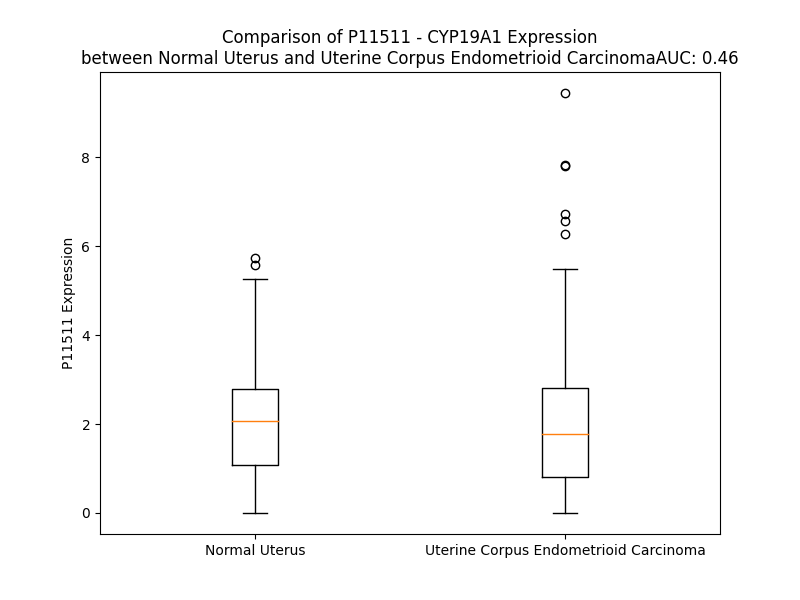 Comparison of P11511 - CYP19A1 Expression
between Normal Uterus and Uterine Corpus Endometrioid CarcinomaAUC: 0.46
P11511 Expression
8
6
4
2
0
Normal Uterus
Uterine Corpus Endometrioid Carcinoma